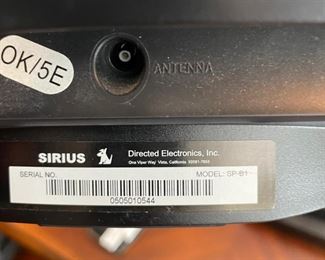 OK/5E
ANTENNA
SIRIUS Directed Electronics, Inc.
One Viper Way Vista, California 92081-7853
SERIAL NO. MODEL: SP-B1
0505010544